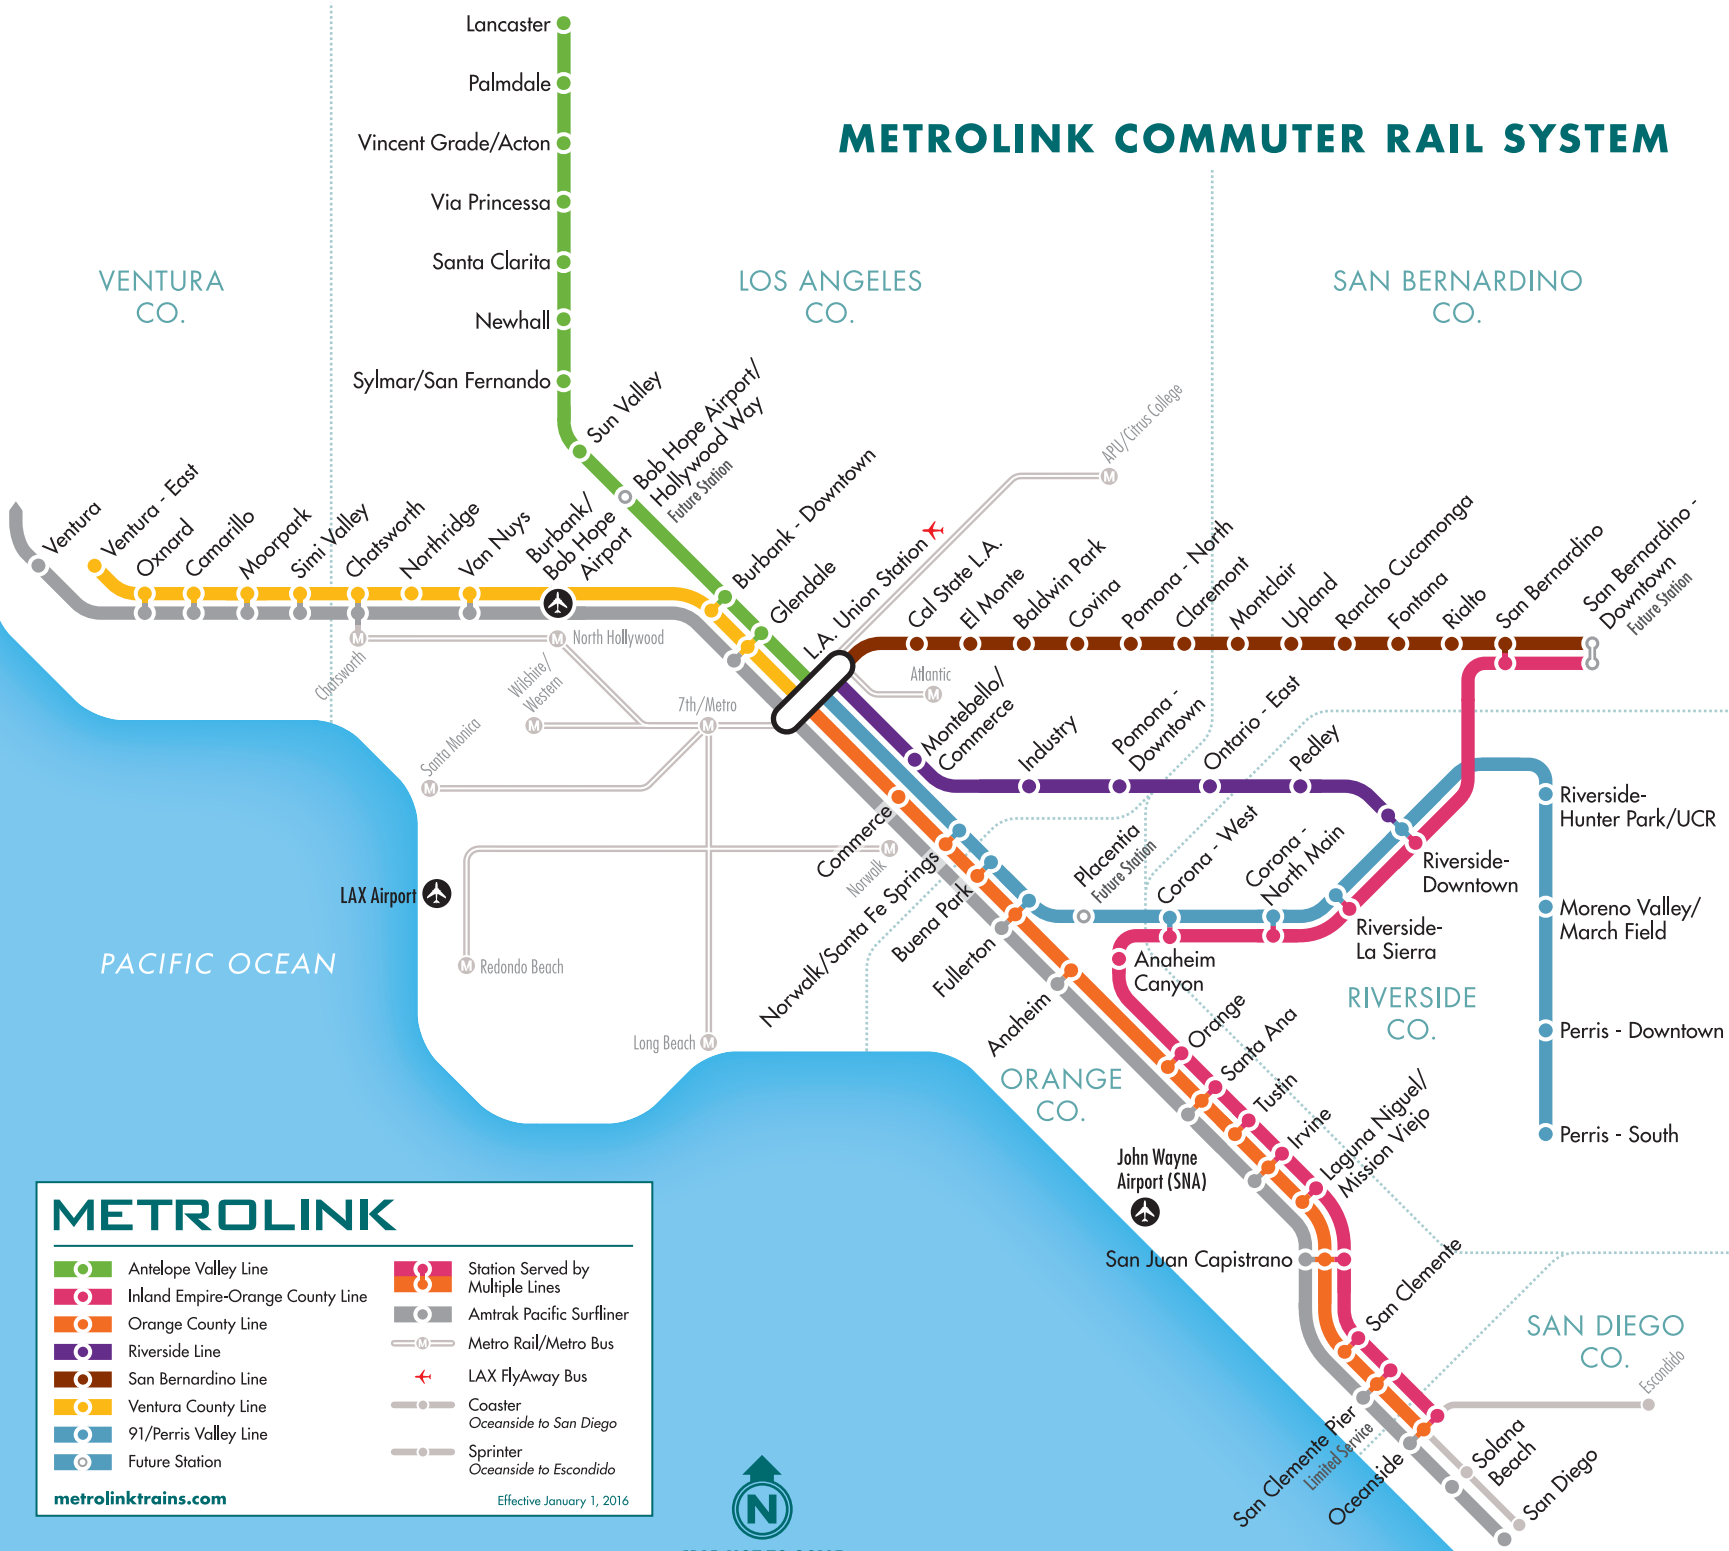 METROLINK COMMUTER RAIL SYSTEM
VENTURA
CO.
LOS ANGELES
CO.
SAN BERNARDINO
CO.
RIVERSIDE
CO.
ORANGE
CO.
SAN DIEGO
CO.
PACIFIC OCEAN
Lancaster
Palmdale
Vincent Grade/Acton
Via Princessa
Santa Clarita
Newhall
Sylmar/San Fernando
Sun Valley
Bob Hope Airport/
Hollywood Way
Future Station
Burbank - Downtown
Glendale
L.A. Union Station
Ventura
Ventura - East
Oxnard
Camarillo
Moorpark
Simi Valley
Chatsworth
Northridge
Van Nuys
Burbank/
Bob Hope
Airport
Cal State L.A.
El Monte
Baldwin Park
Covina
Pomona - North
Claremont
Montclair
Upland
Rancho Cucamonga
Fontana
Rialto
San Bernardino
San Bernardino -
Downtown
Future Station
APU/Citrus College
M
Atlantic
M
M
North Hollywood
M
Chatsworth
Wilshire/
Western
M
7th/Metro
M
Santa Monica
M
Norwalk
M
M
Redondo Beach
Long Beach
M
LAX Airport
Montebello/
Commerce
Industry
Pomona -
Downtown
Ontario - East
Pedley
Riverside-
Downtown
Riverside-
Hunter Park/UCR
Moreno Valley/
March Field
Perris - Downtown
Perris - South
Commerce
Norwalk/Santa Fe Springs
Buena Park
Fullerton
Anaheim
Placentia
Future Station
Corona - West
Corona -
North Main
Riverside-
La Sierra
Anaheim
Canyon
Orange
Santa Ana
Tustin
Irvine
Laguna Niguel/
Mission Viejo
John Wayne
Airport (SNA)
San Juan Capistrano
San Clemente
San Clemente Pier
Limited Service
Oceanside
Escondido
Solana
Beach
San Diego
METROLINK
Antelope Valley Line
Inland Empire-Orange County Line
Orange County Line
Riverside Line
San Bernardino Line
Ventura County Line
91/Perris Valley Line
Future Station
metrolinktrains.com
Station Served by
Multiple Lines
Amtrak Pacific Surfliner
M
Metro Rail/Metro Bus
LAX FlyAway Bus
Coaster
Oceanside to San Diego
Sprinter
Oceanside to Escondido
Effective January 1, 2016
N